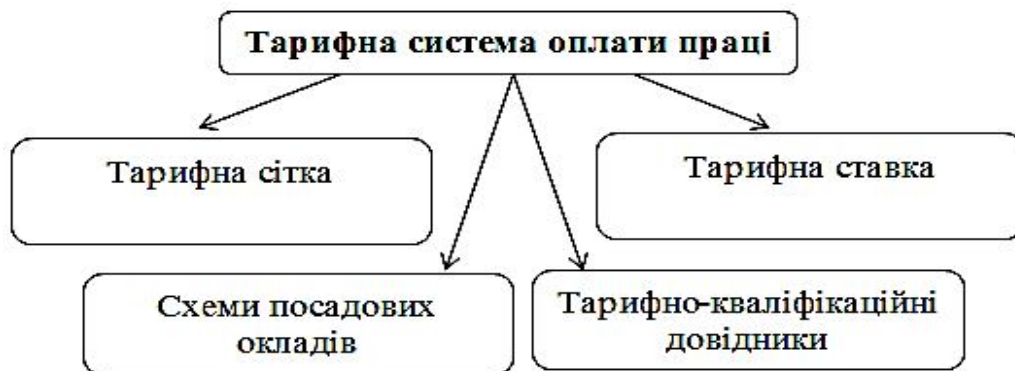 Тарифна система оплати праці
Тарифна сітка
Тарифна ставка
Схеми посадових
окладів
Тарифно-кваліфікаційні
довідники